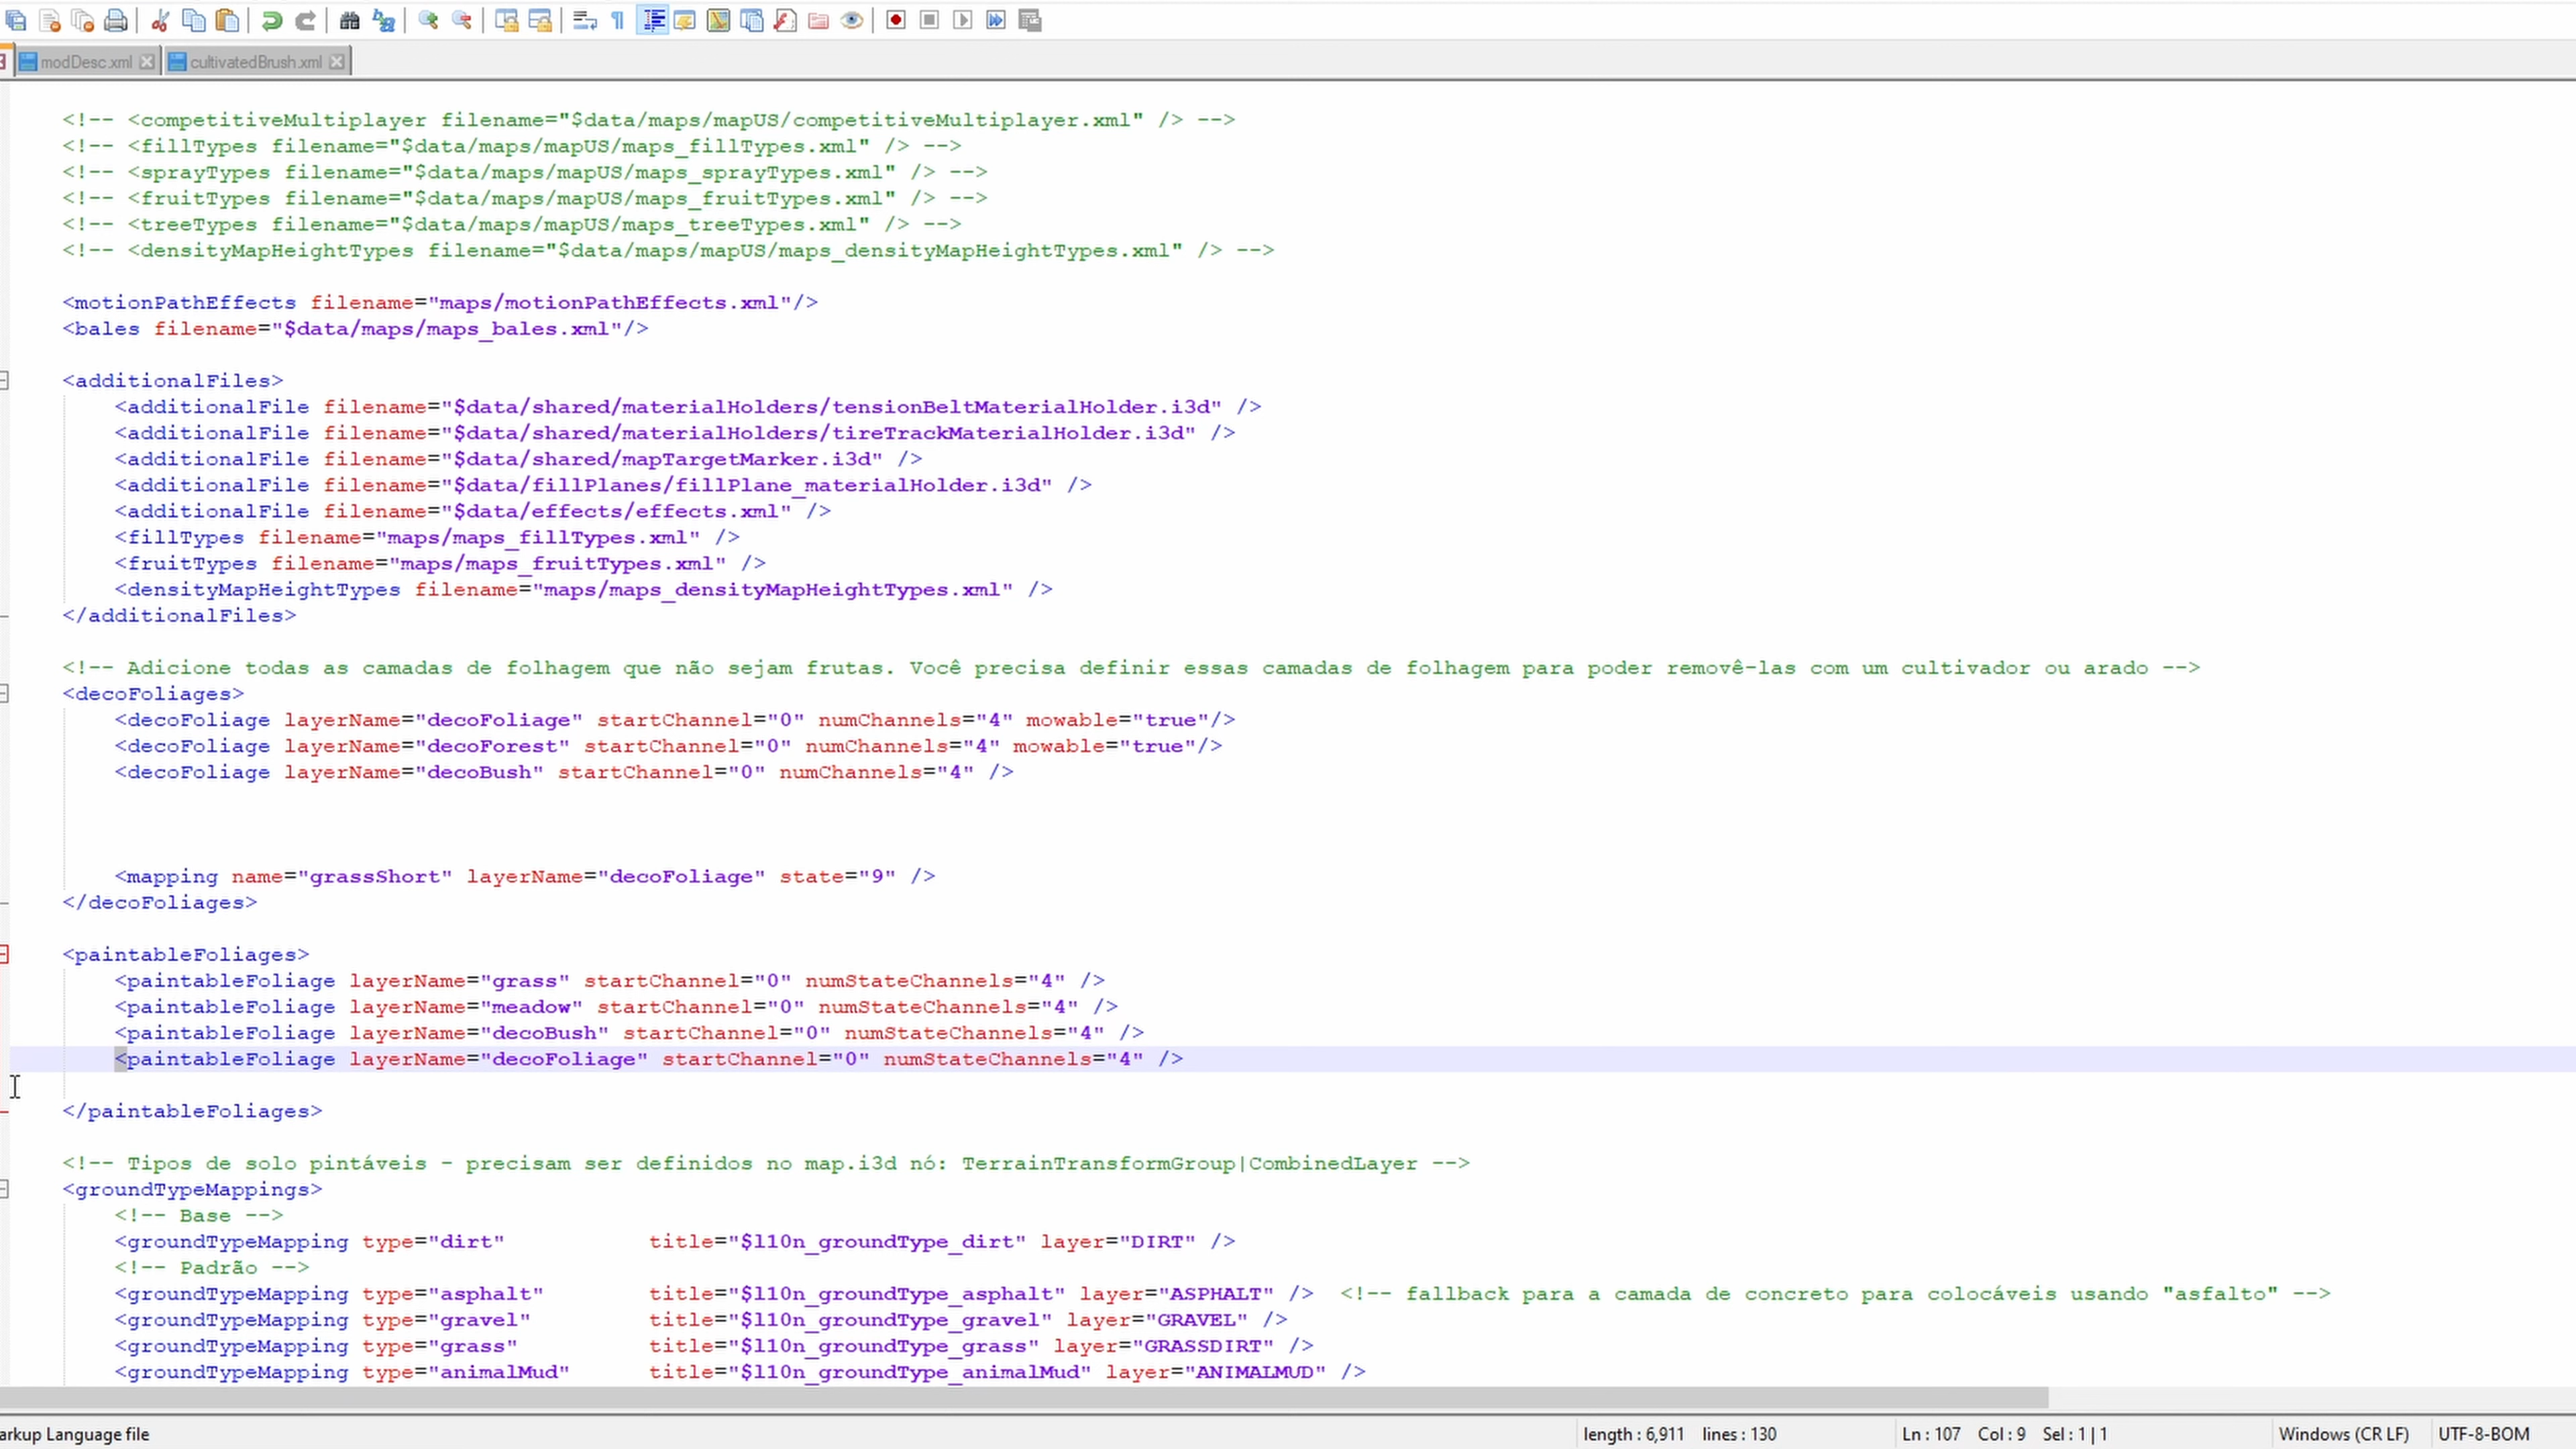 modDesc.xml cultivatedBrush.xml
<!-- <competitiveMultiplayer filename="$data/maps/mapUS/competitiveMultiplayer.xml" /> -->
<!-- <fillTypes filename="$data/maps/mapUS/maps_fillTypes.xml" /> -->
<!-- <sprayTypes filename="$data/maps/mapUS/maps_sprayTypes.xml" /> -->
<!-- <fruitTypes filename="$data/maps/mapUS/maps_fruitTypes.xml" /> -->
<!-- <treeTypes filename="$data/maps/mapUS/maps_treeTypes.xml" /> -->
<!-- <densityMapHeightTypes filename="$data/maps/mapUS/maps_densityMapHeightTypes.xml" /> -->
<motionPathEffects filename="maps/motionPathEffects.xml"/>
<bales filename="$data/maps/maps_bales.xml"/>
<additionalFiles>
<additionalFile filename="$data/shared/materialHolders/tensionBeltMaterialHolder.i3d" />
<additionalFile filename="$data/shared/materialHolders/tireTrackMaterialHolder.i3d" />
<additionalFile filename="$data/shared/mapTargetMarker.i3d" />
<additionalFile filename="$data/fillPlanes/fillPlane_materialHolder.i3d" />
<additionalFile filename="$data/effects/effects.xml" />
<fillTypes filename="maps/maps_fillTypes.xml" />
<fruitTypes filename="maps/maps_fruitTypes.xml" />
<densityMapHeightTypes filename="maps/maps_densityMapHeightTypes.xml" />
</additionalFiles>
<!-- Adicione todas as camadas de folhagem que não sejam frutas. Você precisa definir essas camadas de folhagem para poder removê-las com um cultivador ou arado -->
<decoFoliages>
<decoFoliage layerName="decoFoliage" startChannel="0" numChannels="4" mowable="true"/>
<decoFoliage layerName="decoForest" startChannel="0" numChannels="4" mowable="true"/>
<decoFoliage layerName="decoBush" startChannel="0" numChannels="4" />
<mapping name="grassShort" layerName="decoFoliage" state="9" />
</decoFoliages>
<paintableFoliages>
<paintableFoliage layerName="grass" startChannel="0" numStateChannels="4" />
<paintableFoliage layerName="meadow" startChannel="0" numStateChannels="4" />
<paintableFoliage layerName="decoBush" startChannel="0" numStateChannels="4" />
<paintableFoliage layerName="decoFoliage" startChannel="0" numStateChannels="4" />
</paintableFoliages>
<!-- Tipos de solo pintáveis - precisam ser definidos no map.i3d nó: TerrainTransformGroup|CombinedLayer -->
<groundTypeMappings>
<!-- Base -->
<groundTypeMapping type="dirt" title="$l10n_groundType_dirt" layer="DIRT" />
<!-- Padrão -->
<groundTypeMapping type="asphalt" title="$l10n_groundType_asphalt" layer="ASPHALT" /> <!-- fallback para a camada de concreto para colocáveis usando "asfalto" -->
<groundTypeMapping type="gravel" title="$l10n_groundType_gravel" layer="GRAVEL" />
<groundTypeMapping type="grass" title="$l10n_groundType_grass" layer="GRASSDIRT" />
<groundTypeMapping type="animalMud" title="$l10n_groundType_animalMud" layer="ANIMALMUD" />
arkup Language file length : 6,911 lines : 130 Ln : 107 Col : 9 Sel : 1 | 1 Windows (CR LF) UTF-8-BOM